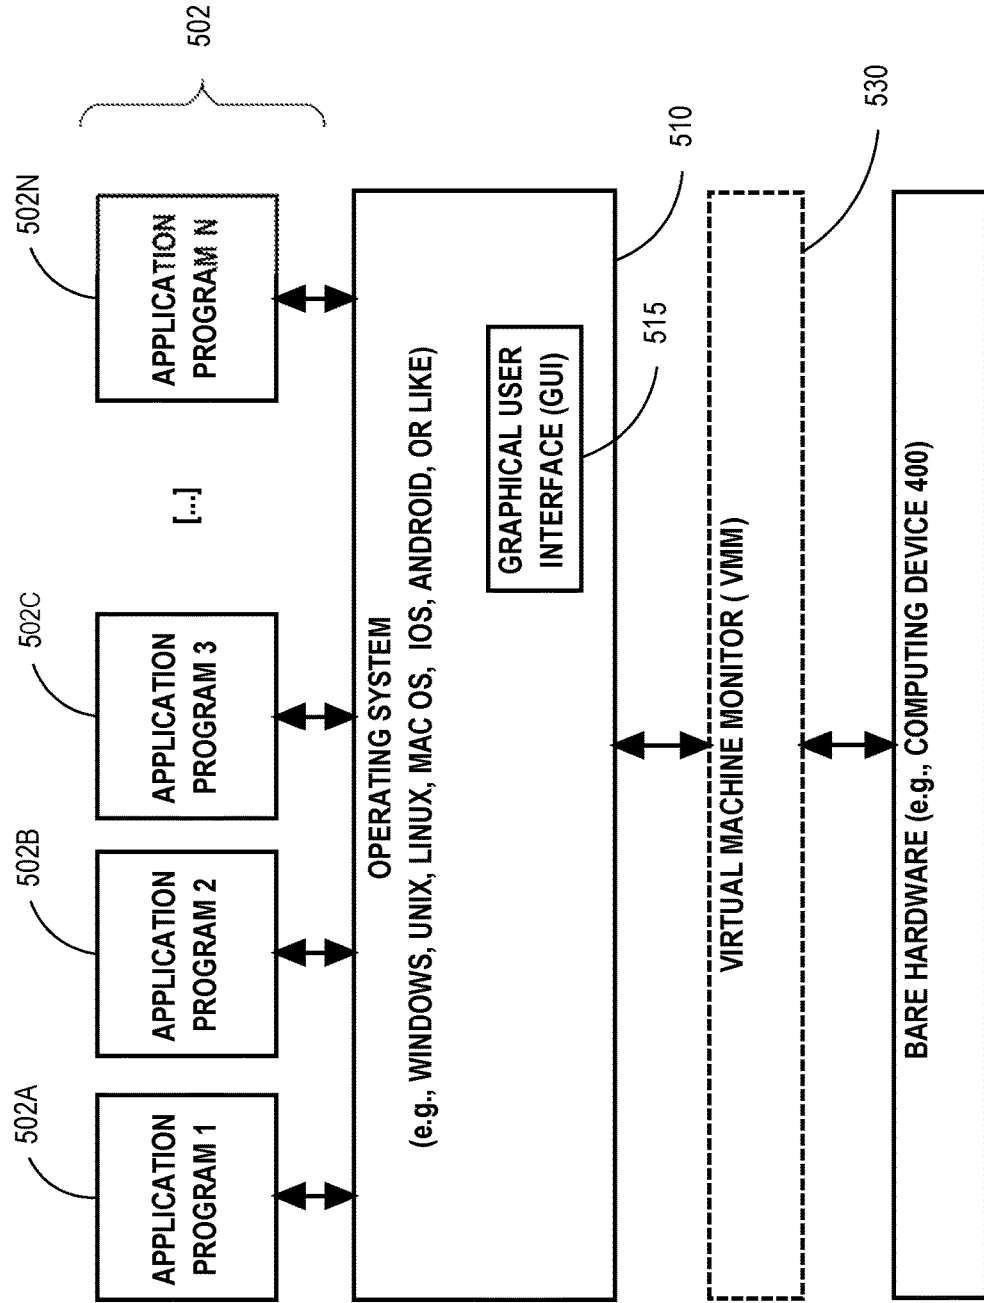 502
502A
502B
502C
502N
APPLICATION
PROGRAM 1
APPLICATION
PROGRAM 2
APPLICATION
PROGRAM 3
[...]
APPLICATION
PROGRAM N
OPERATING SYSTEM
(e.g., WINDOWS, UNIX, LINUX, MAC OS, IOS, ANDROID, OR LIKE)
GRAPHICAL USER
INTERFACE (GUI)
510
515
VIRTUAL MACHINE MONITOR ( VMM)
530
BARE HARDWARE (e.g., COMPUTING DEVICE 400)